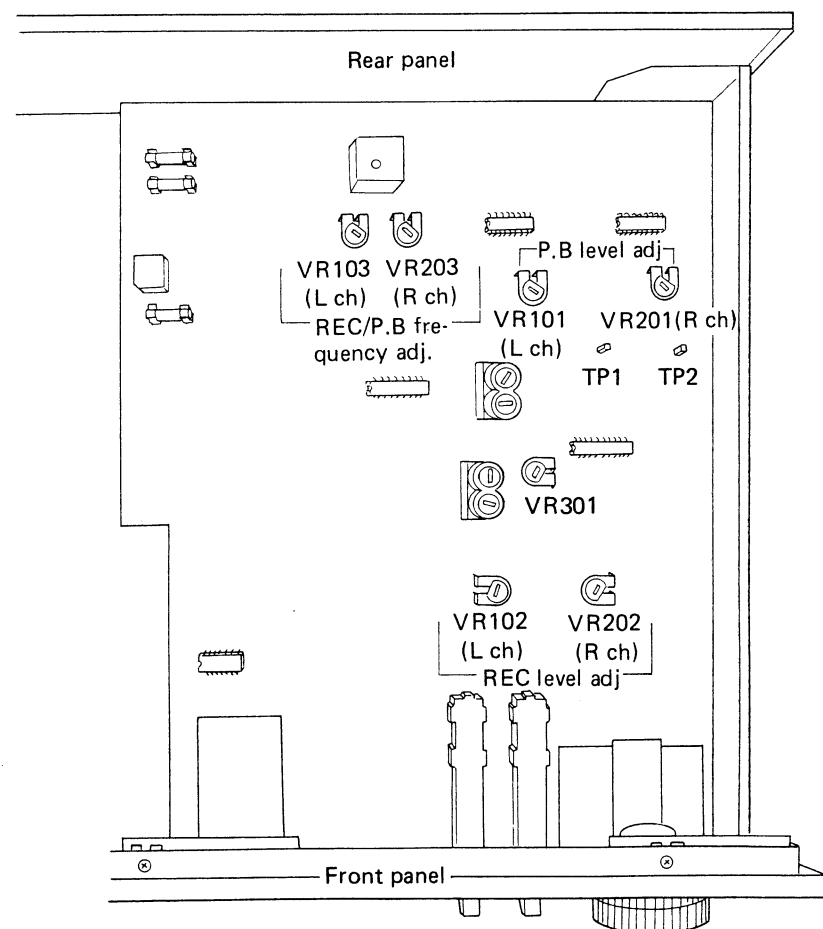 Rear panel
P.B level adj
VR103
(L ch)
VR203
(R ch)
REC/P.B fre-
quency adj.
VR101
(L ch)
VR201(R ch)
TP1
TP2
VR301
VR102
(L ch)
VR202
(R ch)
REC level adj
Front panel